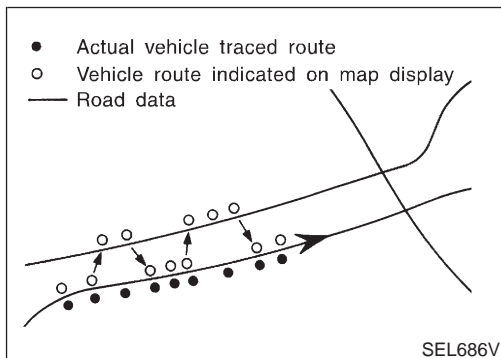 Actual vehicle traced route
Vehicle route indicated on map display
Road data
SEL686V